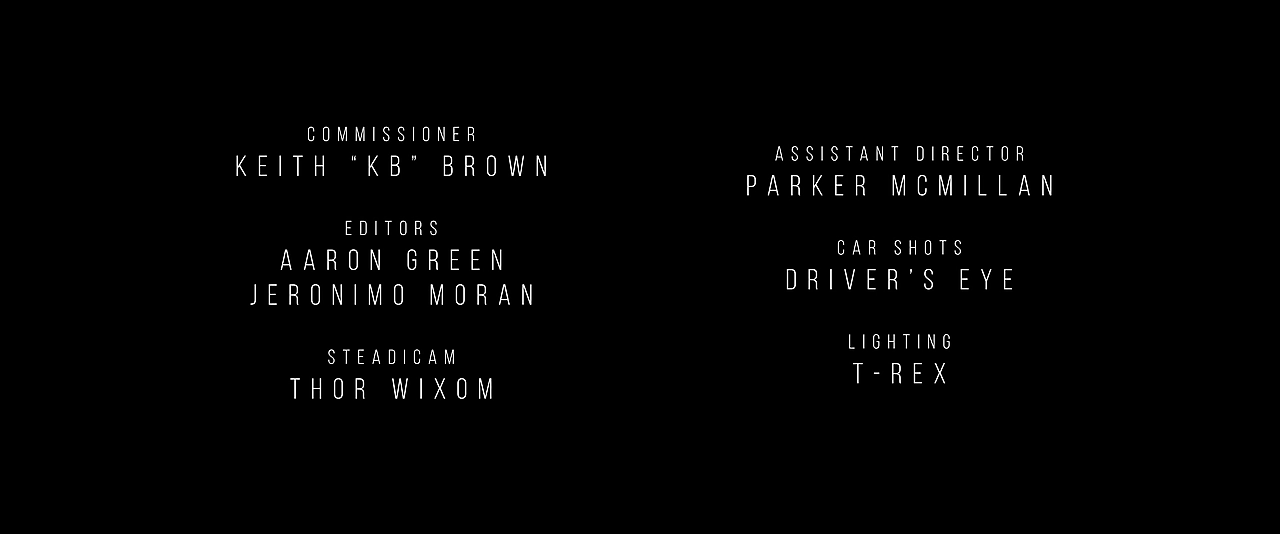 COMMISSIONER
KEITH “KB” BROWN
EDITORS
AARON GREEN
JERONIMO MORAN
STEADICAM
THOR WIXOM
ASSISTANT DIRECTOR
PARKER MCMILLAN
CAR SHOTS
DRIVER’S EYE
LIGHTING
T-REX